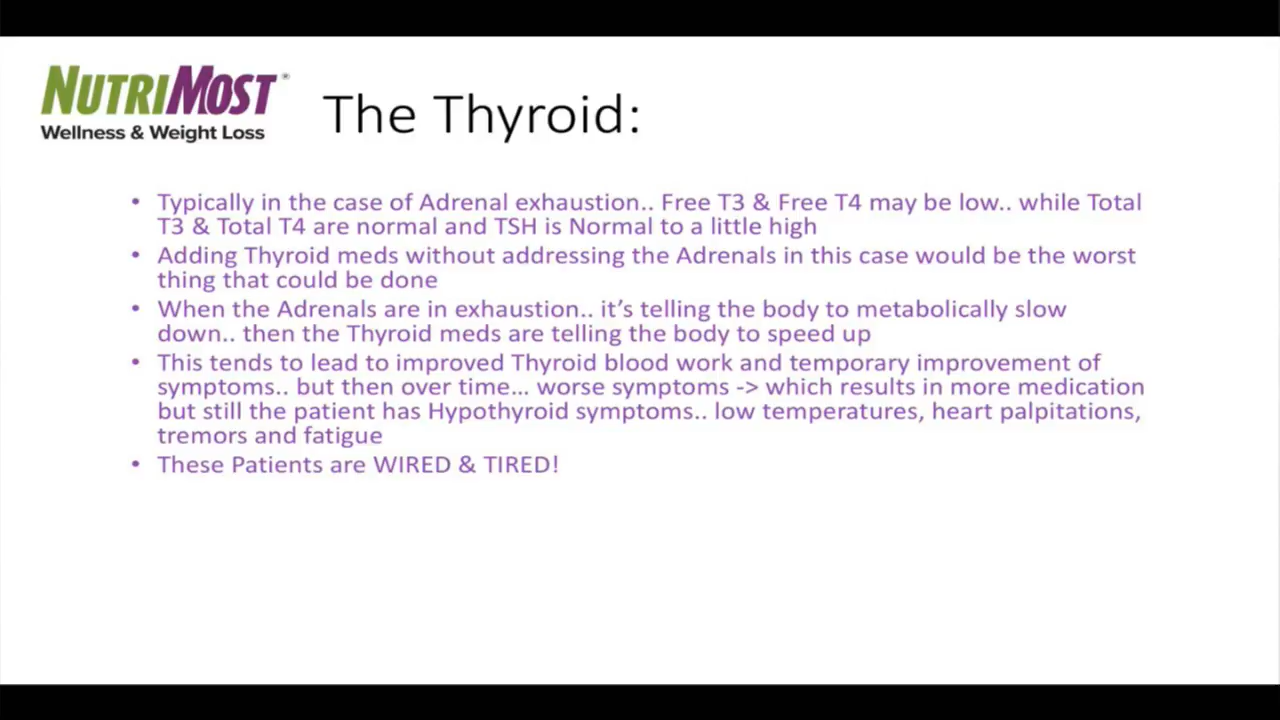 NUTRIMOST®
Wellness & Weight Loss
The Thyroid:
• Typically in the case of Adrenal exhaustion.. Free T3 & Free T4 may be low.. while Total
T3 & Total T4 are normal and TSH is Normal to a little high
• Adding Thyroid meds without addressing the Adrenals in this case would be the worst
thing that could be done
• When the Adrenals are in exhaustion.. it's telling the body to metabolically slow
down.. then the Thyroid meds are telling the body to speed up
• This tends to lead to improved Thyroid blood work and temporary improvement of
symptoms.. but then over time... worse symptoms -> which results in more medication
but still the patient has Hypothyroid symptoms.. low temperatures, heart palpitations,
tremors and fatigue
• These Patients are WIRED & TIRED!